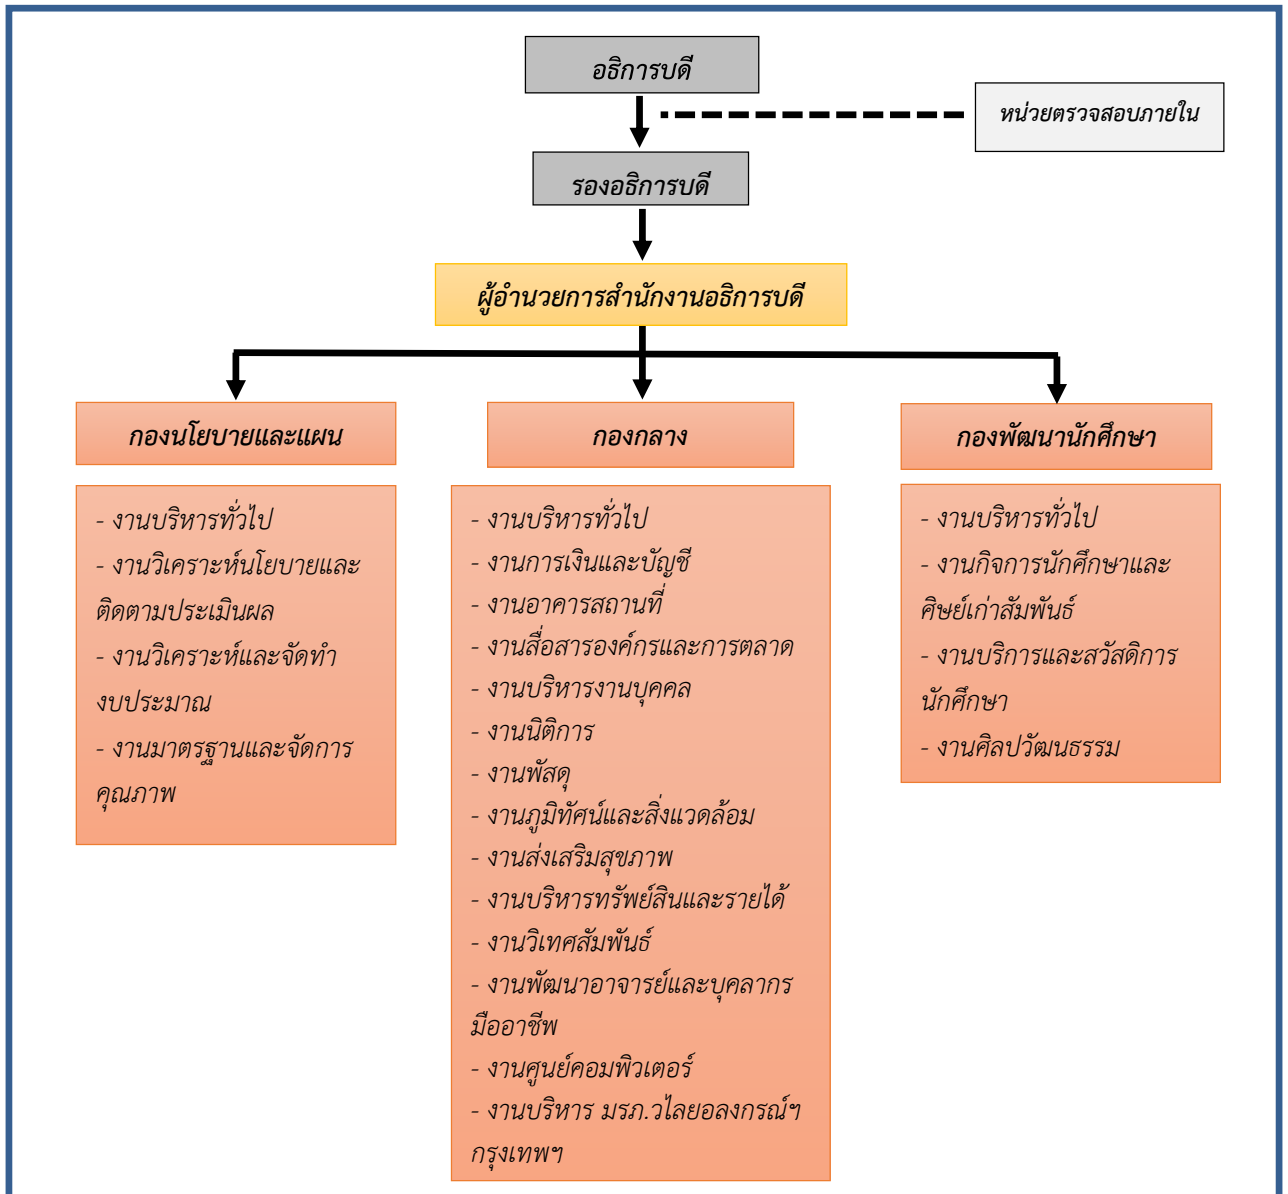 อธิการบดี
หน่วยตรวจสอบภายใน
รองอธิการบดี
ผู้อำนวยการสำนักงานอธิการบดี
กองนโยบายและแผน
- งานบริหารทั่วไป
- งานวิเคราะห์นโยบายและ
ติดตามประเมินผล
- งานวิเคราะห์และจัดทำ
งบประมาณ
- งานมาตรฐานและจัดการ
คุณภาพ
กองกลาง
- งานบริหารทั่วไป
- งานการเงินและบัญชี
- งานอาคารสถานที่
- งานสื่อสารองค์กรและการตลาด
- งานบริหารงานบุคคล
- งานนิติการ
- งานพัสดุ
- งานภูมิทัศน์และสิ่งแวดล้อม
- งานส่งเสริมสุขภาพ
- งานบริหารทรัพย์สินและรายได้
- งานวิเทศสัมพันธ์
- งานพัฒนาอาจารย์และบุคลากร
มืออาชีพ
- งานศูนย์คอมพิวเตอร์
- งานบริหาร มรภ.วไลยอลงกรณ์ฯ
กรุงเทพฯ
กองพัฒนานักศึกษา
- งานบริหารทั่วไป
- งานกิจการนักศึกษาและ
ศิษย์เก่าสัมพันธ์
- งานบริการและสวัสดิการ
นักศึกษา
- งานศิลปวัฒนธรรม